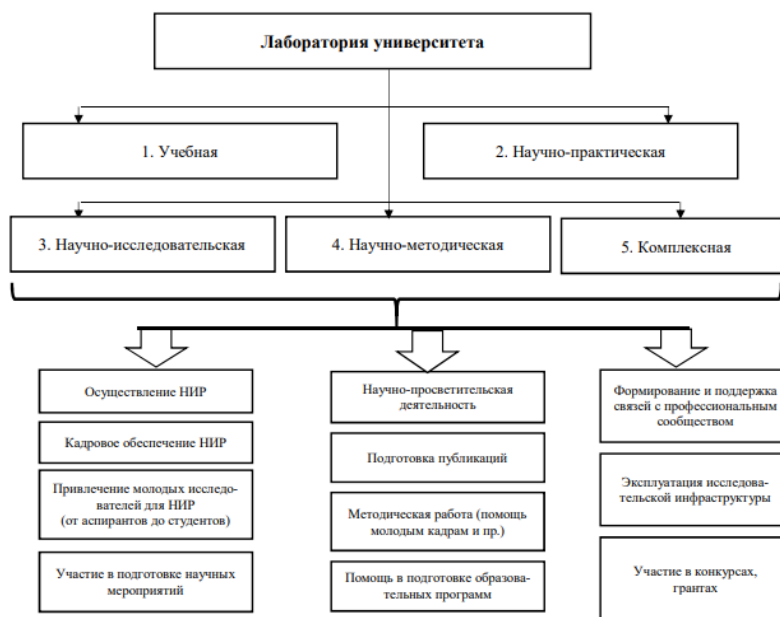 Лаборатория университета
1. Учебная
2. Научно-практическая
3. Научно-исследовательская
4. Научно-методическая
5. Комплексная
Осуществление НИР
Кадровое обеспечение НИР
Привлечение молодых исследо-
вателей для НИР
(от аспирантов до студентов)
Участие в подготовке научных
мероприятий
Научно-просветительская
деятельность
Подготовка публикаций
Методическая работа (помощь
молодым кадрам и пр.)
Помощь в подготовке образова-
тельных программ
Формирование и поддержка
связей с профессиональным
сообществом
Эксплуатация исследова-
тельской инфраструктуры
Участие в конкурсах,
грантах